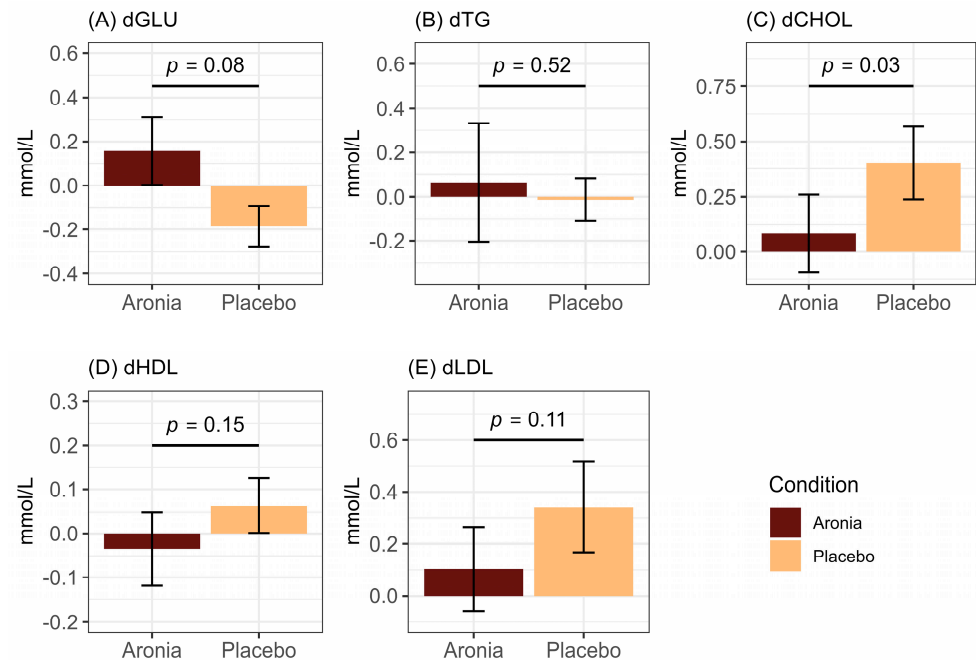 (A) dGLU
(B) dTG
(C) dCHOL
mmol/L
0.6
0.4
0.2
0.0
-0.2
-0.4
p = 0.08
Aronia Placebo
mmol/L
0.6
0.4
0.2
0.0
-0.2
p = 0.52
Aronia Placebo
mmol/L
0.75
0.50
0.25
0.00
p = 0.03
Aronia Placebo
(D) dHDL
(E) dLDL
mmol/L
0.3
0.2
0.1
0.0
-0.1
-0.2
p = 0.15
Aronia Placebo
mmol/L
0.6
0.4
0.2
0.0
p = 0.11
Aronia Placebo
Condition
Aronia
Placebo